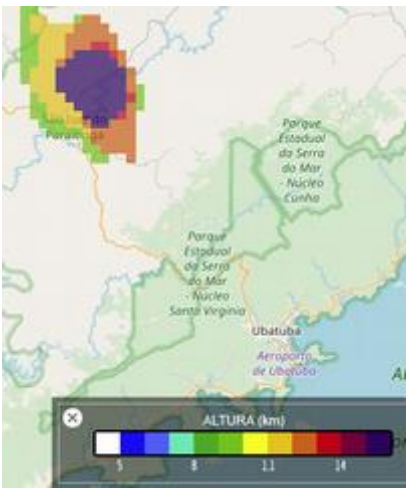 Paraitinga
Parque
Estadual
da Serra
do Mar
- Núcleo
Cunha
Parque
Estadual
da Serra
do Mar
- Núcleo
Santa Virgínia
Ubatuba
Aeroporto
de Ubatuba
ALTURA (km)
5 8 11 14